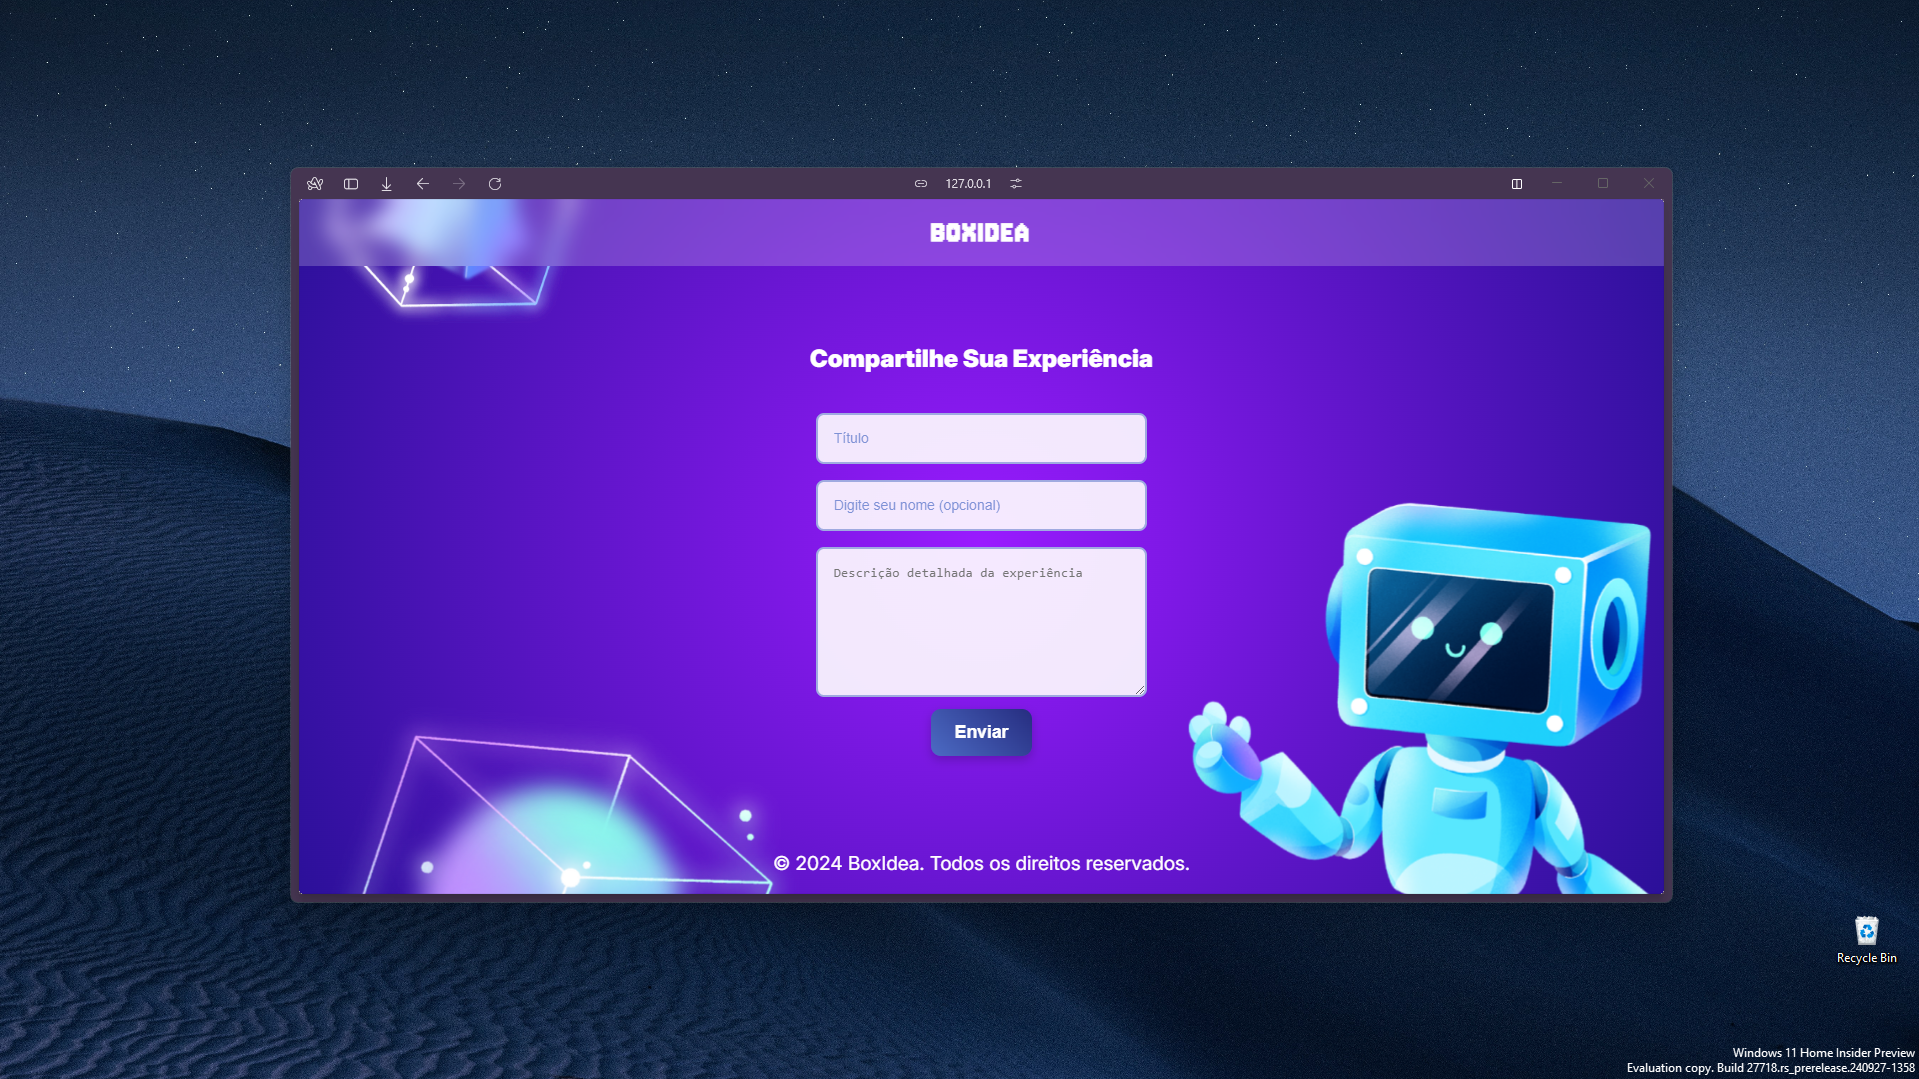 127.0.0.1
BOXIDEA
Compartilhe Sua Experiência
Título
Digite seu nome (opcional)
Descrição detalhada da experiência
Enviar
© 2024 BoxIdea. Todos os direitos reservados.
Recycle Bin
Windows 11 Home Insider Preview
Evaluation copy. Build 27718.rs_prerelease.240927-1358